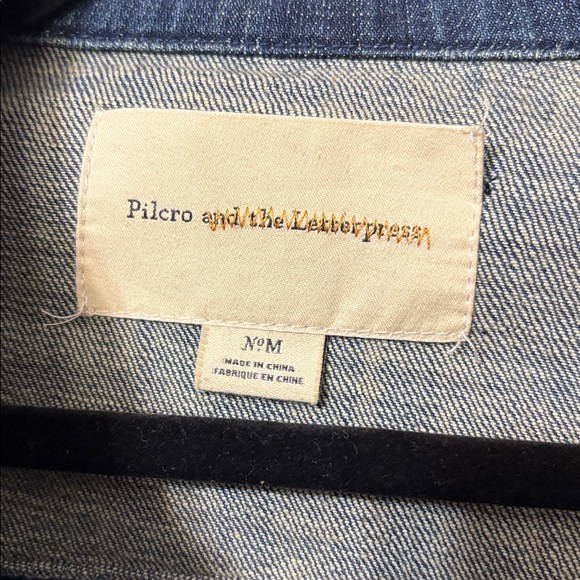 Pilcro and the Letterpress
NºM
MADE IN CHINA
FABRIQUE EN CHINE